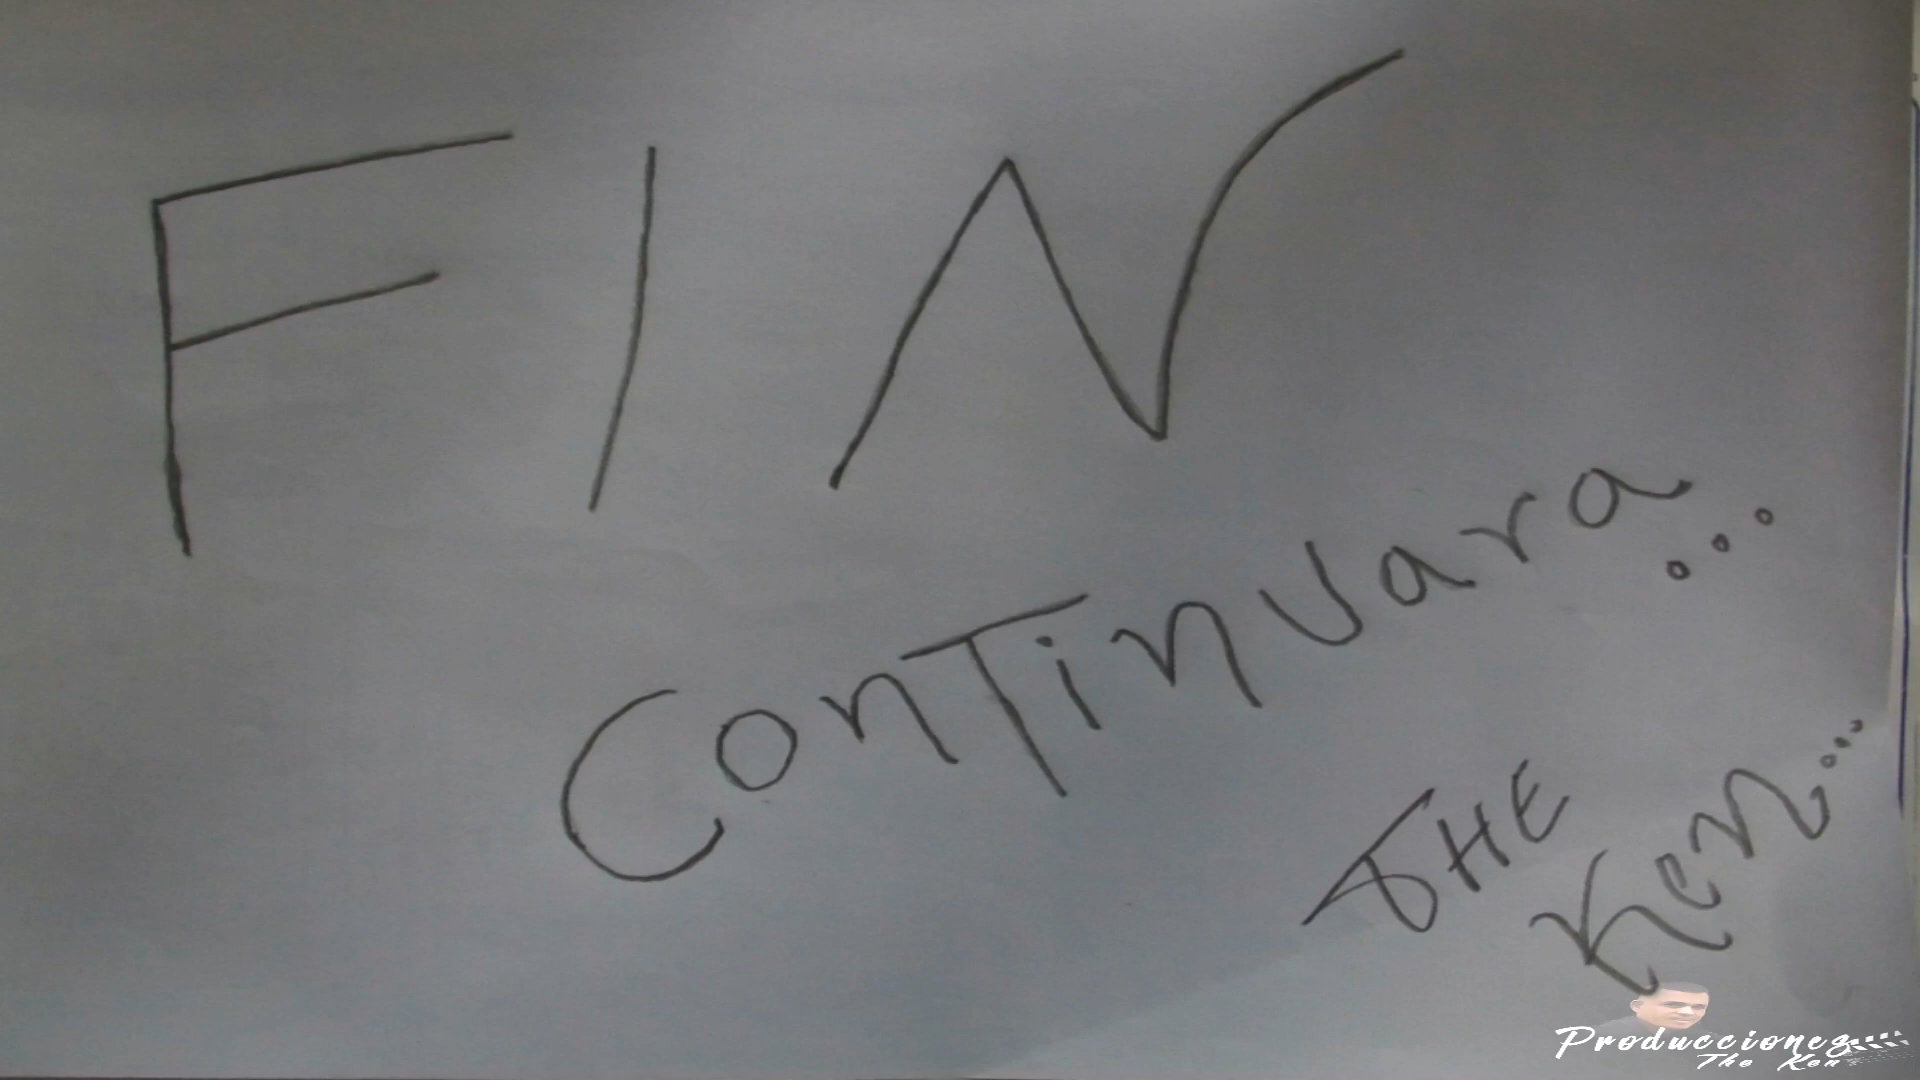 FIN
Continuara...
THE
Ken...
Producciones
The Ken